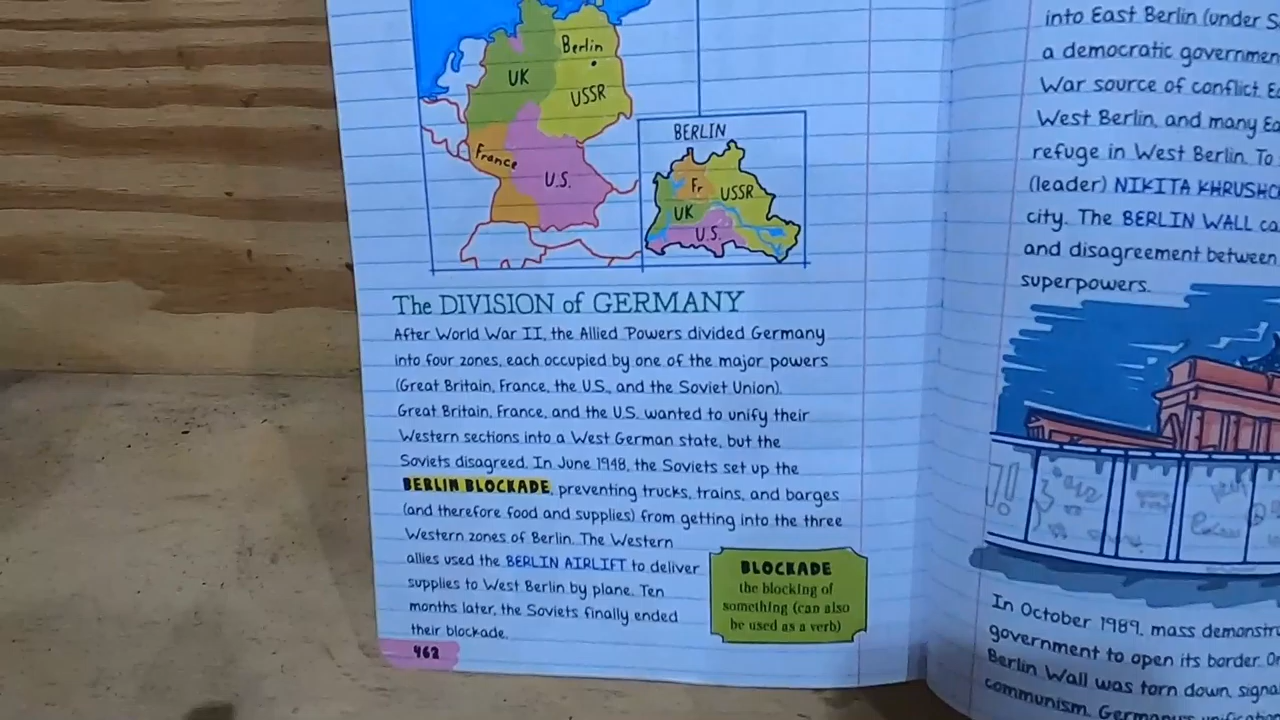 Berlin
UK
USSR
France
U.S.
BERLIN
Fr
USSR
UK
U.S.
The DIVISION of GERMANY
After World War II, the Allied Powers divided Germany
into four zones, each occupied by one of the major powers
(Great Britain, France, the U.S., and the Soviet Union).
Great Britain, France, and the U.S. wanted to unify their
Western sections into a West German state, but the
Soviets disagreed. In June 1948, the Soviets set up the
BERLIN BLOCKADE, preventing trucks, trains, and barges
(and therefore food and supplies) from getting into the three
Western zones of Berlin. The Western
allies used the BERLIN AIRLIFT to deliver
supplies to West Berlin by plane. Ten
months later, the Soviets finally ended
their blockade.
BLOCKADE
the blocking of
something (can also
be used as a verb)
462
into East Berlin (under
a democratic
War source of conflict.
West Berlin, and many
refuge in West Berlin. To
(leader) NIKITA
city. The BERLIN WALL
and disagreement between
superpowers.
In October 1989, mass
government to open its border.
Berlin Wall was torn down,
communism.